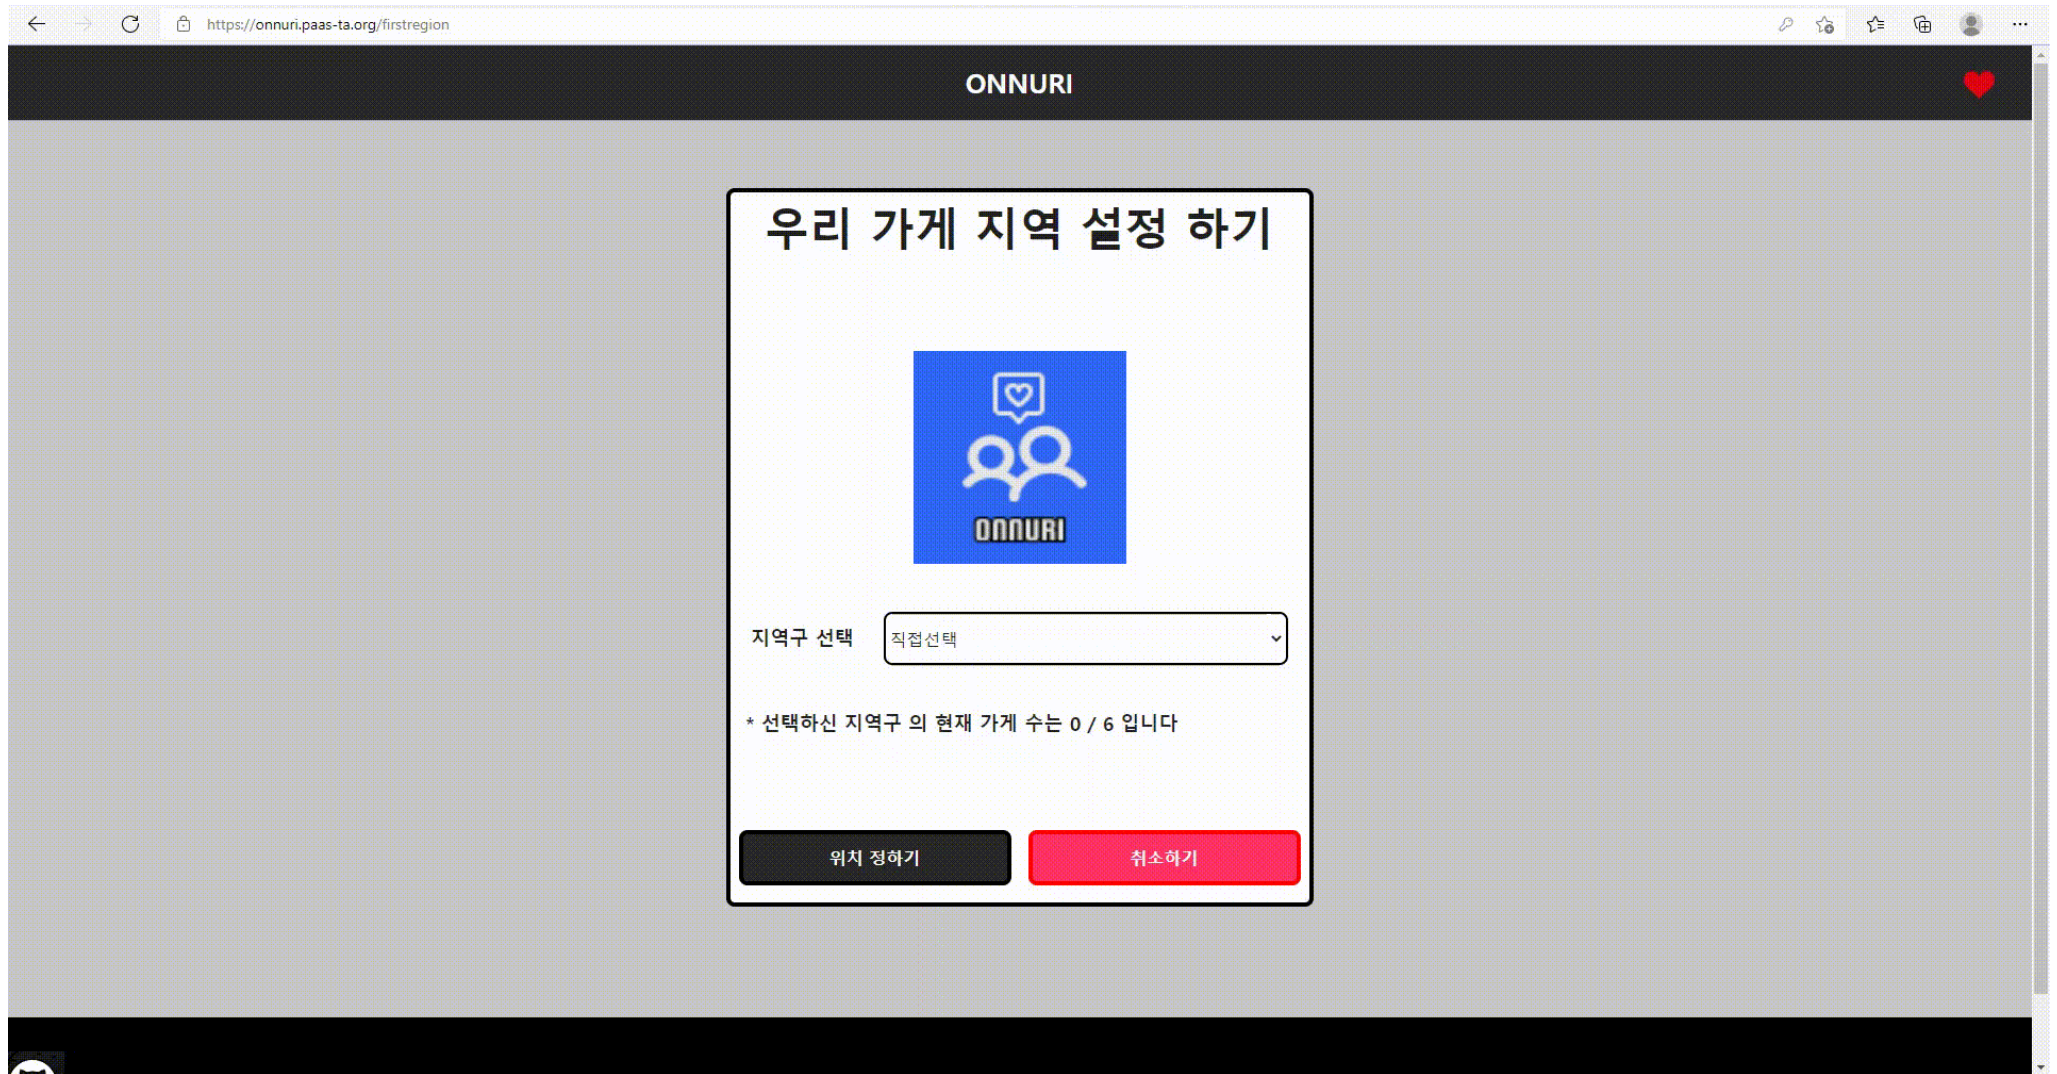 https://onnuri.paas-ta.org/firstregion
ONNURI
우리 가게 지역 설정 하기
ONNURI
지역구 선택
직접선택
* 선택하신 지역구 의 현재 가게 수는 0 / 6 입니다
위치 정하기
취소하기